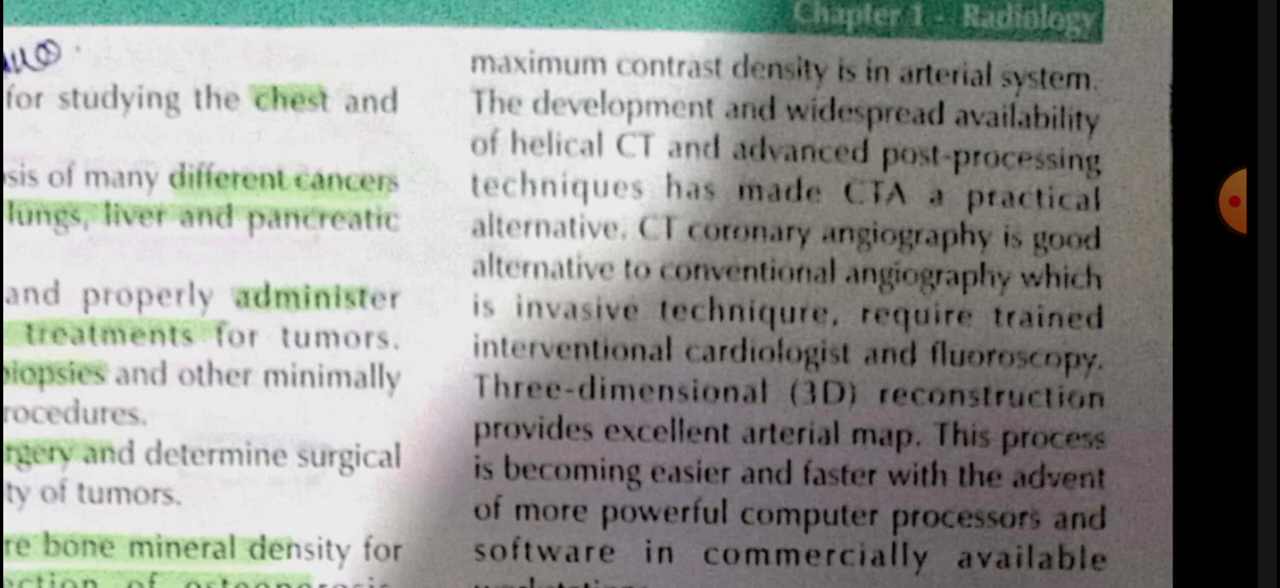 Chapter 1 - Radiology
for studying the chest and
sis of many different cancers
lungs, liver and pancreatic
and properly administer
treatments for tumors.
biopsies and other minimally
rocedures.
rgery and determine surgical
ty of tumors.
re bone mineral density for
ection of osteoporosis
maximum contrast density is in arterial system.
The development and widespread availability
of helical CT and advanced post-processing
techniques has made CTA a practical
alternative. CT coronary angiography is good
alternative to conventional angiography which
is invasive techniqure, require trained
interventional cardiologist and fluoroscopy.
Three-dimensional (3D) reconstruction
provides excellent arterial map. This process
is becoming easier and faster with the advent
of more powerful computer processors and
software in commercially available